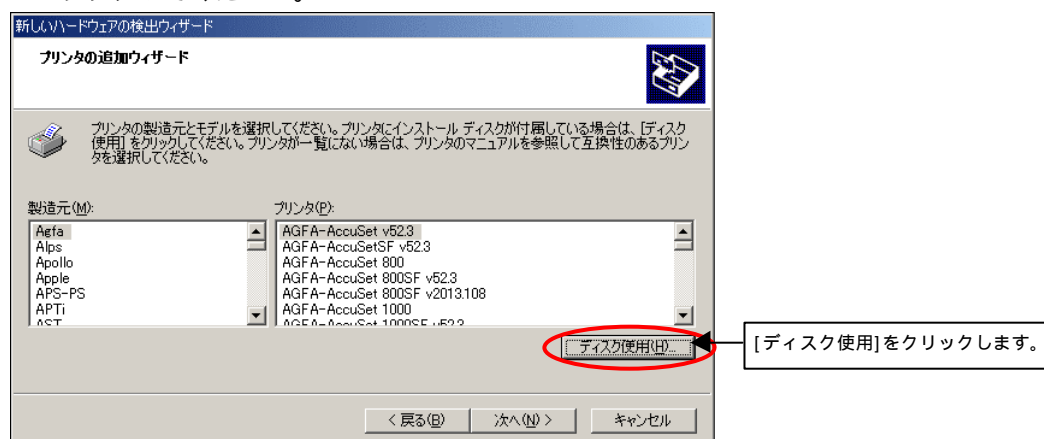 新しいハードウェアの検出ウィザード
プリンタの追加ウィザード
プリンタの製造元とモデルを選択してください。プリンタにインストール ディスクが付属している場合は、[ディスク
使用] をクリックしてください。プリンタが一覧にない場合は、プリンタのマニュアルを参照して互換性のあるプリン
タを選択してください。
製造元(M):
Agfa
Alps
Apollo
Apple
APS-PS
APTi
AST
プリンタ(P):
AGFA-AccuSet v52.3
AGFA-AccuSetSF v52.3
AGFA-AccuSet 800
AGFA-AccuSet 800SF v52.3
AGFA-AccuSet 800SF v2013.108
AGFA-AccuSet 1000
AGFA-AccuSet 1000SF v52.3
ディスク使用(H)...
[ディスク使用]をクリックします。
< 戻る(B)
次へ(N) >
キャンセル